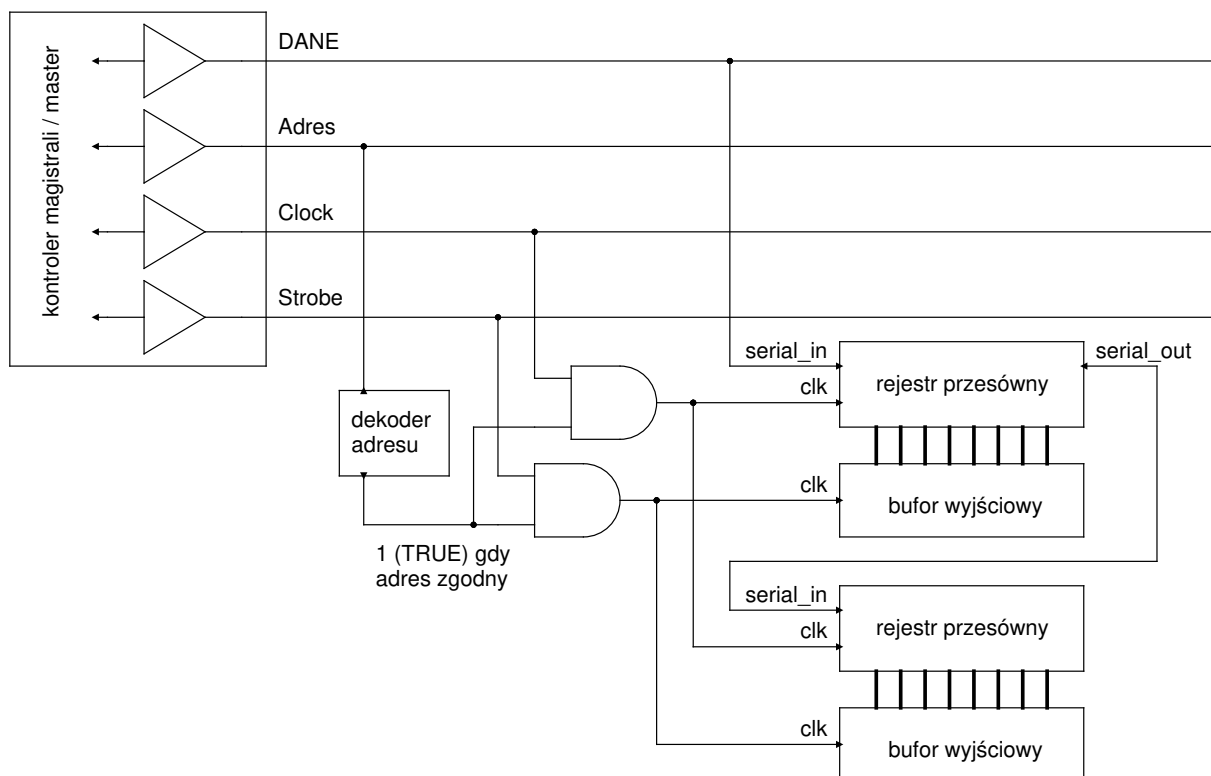 kontroler magistrali / master
DANE
Adres
Clock
Strobe
serial_in
serial_out
clk
rejestr przesówny
dekoder
adresu
clk
bufor wyjściowy
1 (TRUE) gdy
adres zgodny
serial_in
clk
rejestr przesówny
clk
bufor wyjściowy